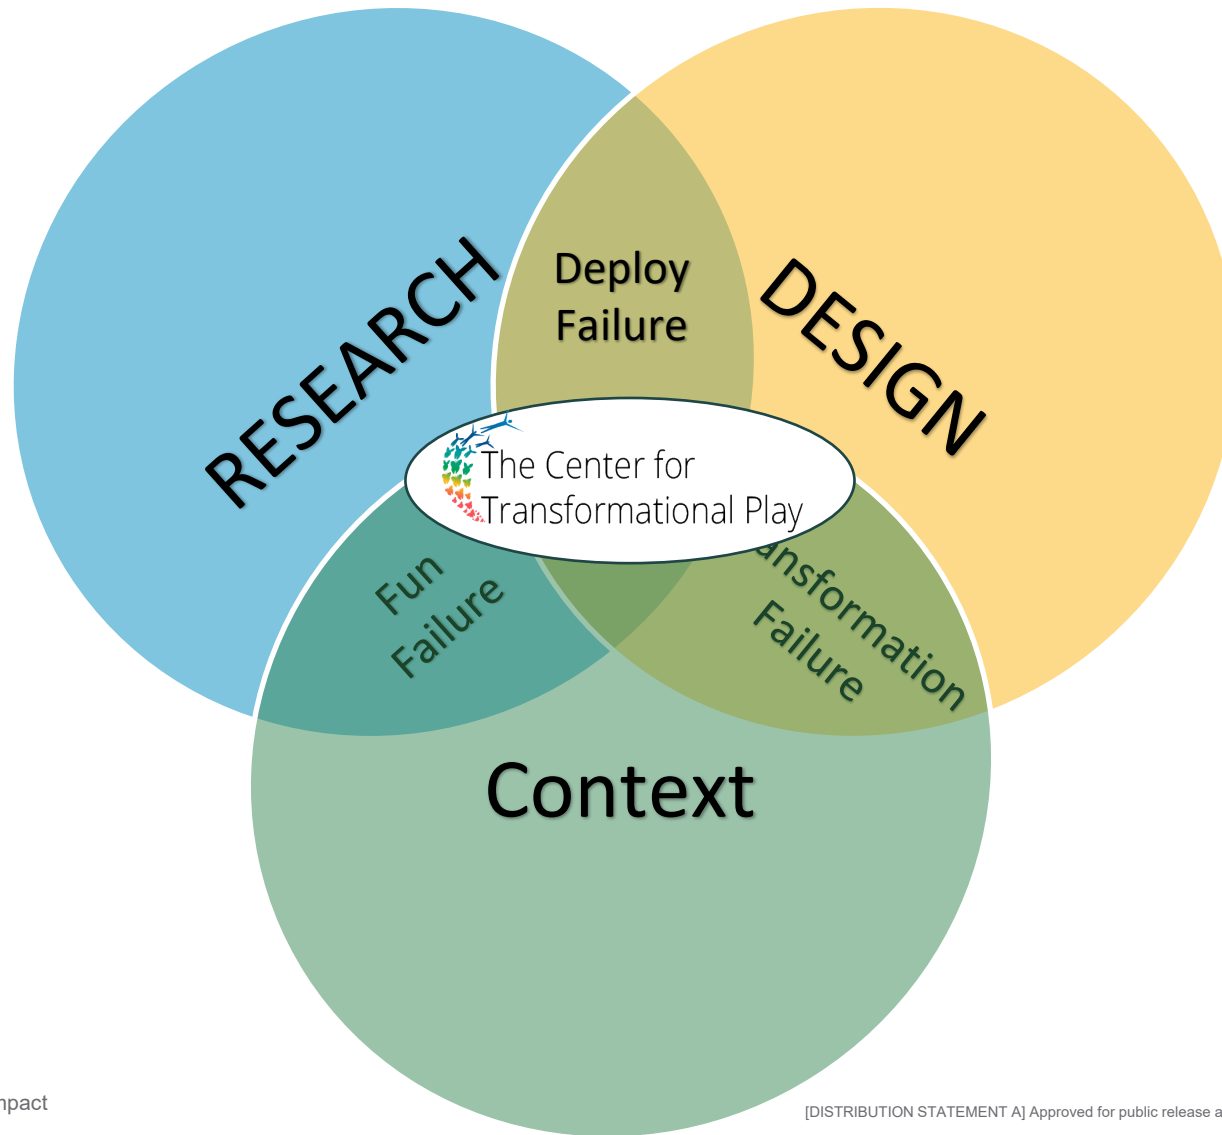 RESEARCH
DESIGN
Deploy
Failure
The Center for
Transformational Play
Fun
Failure
ansformation
Failure
Context
npact
[DISTRIBUTION STATEMENT A] Approved for public release a